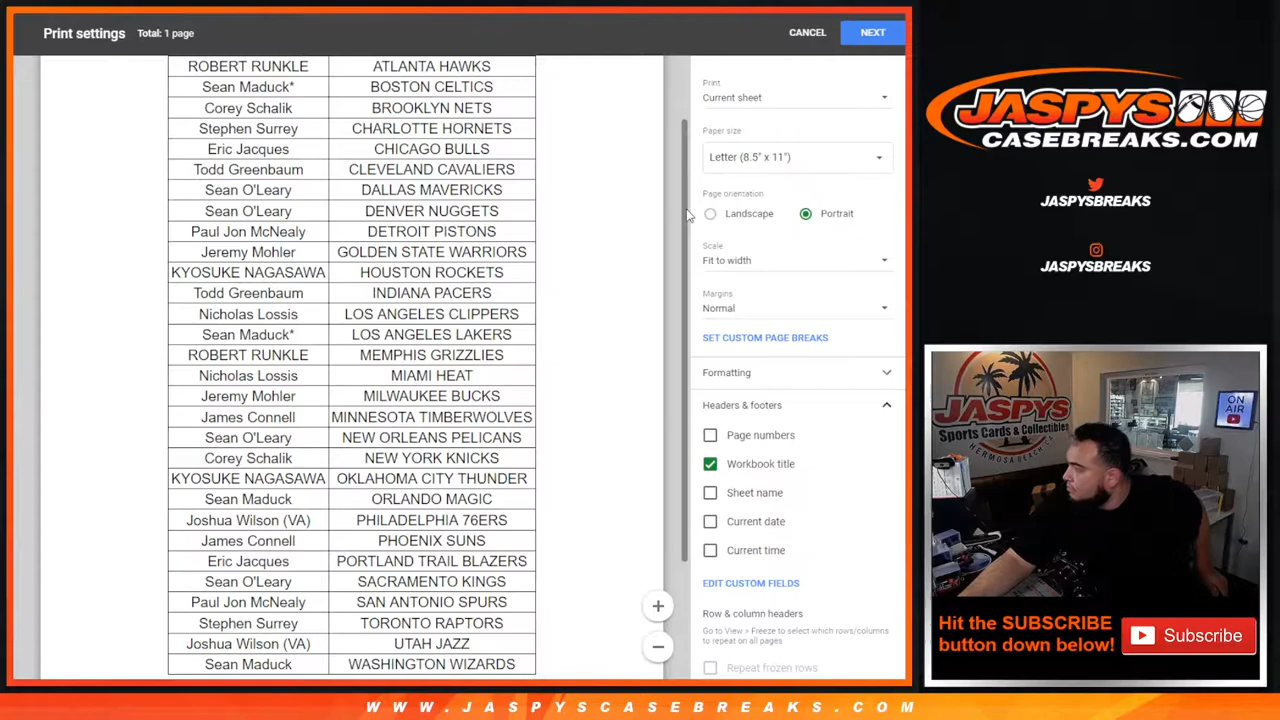 Print settings Total: 1 page CANCEL NEXT
ROBERT RUNKLE ATLANTA HAWKS
Sean Maduck* BOSTON CELTICS
Corey Schalik BROOKLYN NETS
Stephen Surrey CHARLOTTE HORNETS
Eric Jacques CHICAGO BULLS
Todd Greenbaum CLEVELAND CAVALIERS
Sean O'Leary DALLAS MAVERICKS
Sean O'Leary DENVER NUGGETS
Paul Jon McNealy DETROIT PISTONS
Jeremy Mohler GOLDEN STATE WARRIORS
KYOSUKE NAGASAWA HOUSTON ROCKETS
Todd Greenbaum INDIANA PACERS
Nicholas Lossis LOS ANGELES CLIPPERS
Sean Maduck* LOS ANGELES LAKERS
ROBERT RUNKLE MEMPHIS GRIZZLIES
Nicholas Lossis MIAMI HEAT
Jeremy Mohler MILWAUKEE BUCKS
James Connell MINNESOTA TIMBERWOLVES
Sean O'Leary NEW ORLEANS PELICANS
Corey Schalik NEW YORK KNICKS
KYOSUKE NAGASAWA OKLAHOMA CITY THUNDER
Sean Maduck ORLANDO MAGIC
Joshua Wilson (VA) PHILADELPHIA 76ERS
James Connell PHOENIX SUNS
Eric Jacques PORTLAND TRAIL BLAZERS
Sean O'Leary SACRAMENTO KINGS
Paul Jon McNealy SAN ANTONIO SPURS
Stephen Surrey TORONTO RAPTORS
Joshua Wilson (VA) UTAH JAZZ
Sean Maduck WASHINGTON WIZARDS
Print
Current sheet
Paper size
Letter (8.5" x 11")
Page orientation
Landscape Portrait
Scale
Fit to width
Margins
Normal
SET CUSTOM PAGE BREAKS
Formatting
Headers & footers
Page numbers
Workbook title
Sheet name
Current date
Current time
EDIT CUSTOM FIELDS
Row & column headers
Go to View > Freeze to select which rows/columns
to repeat on all pages
Repeat frozen rows
JASPYS
CASEBREAKS.COM
JASPYSBREAKS
JASPYSBREAKS
JASPYS
Sports Cards & Collectibles
HERMOSA BEACH, CA
ON
AIR
Hit the SUBSCRIBE
button down below!
Subscribe
WWW.JASPYSCASEBREAKS.COM